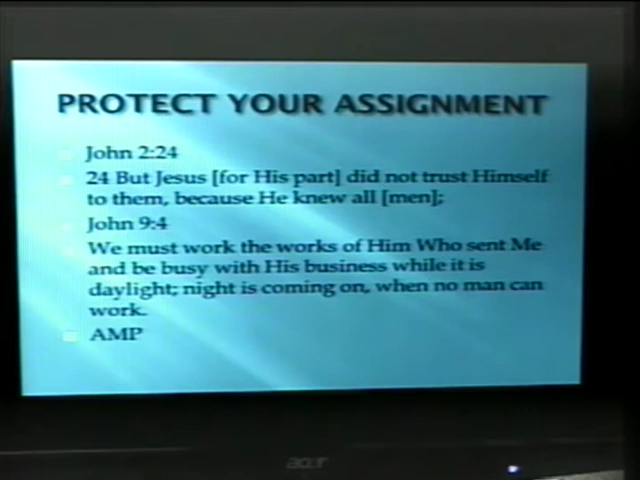 PROTECT YOUR ASSIGNMENT
John 2:24
24 But Jesus [for His part] did not trust Himself
to them, because He knew all [men];
John 9:4
We must work the works of Him Who sent Me
and be busy with His business while it is
daylight; night is coming on, when no man can
work.
AMP
acer